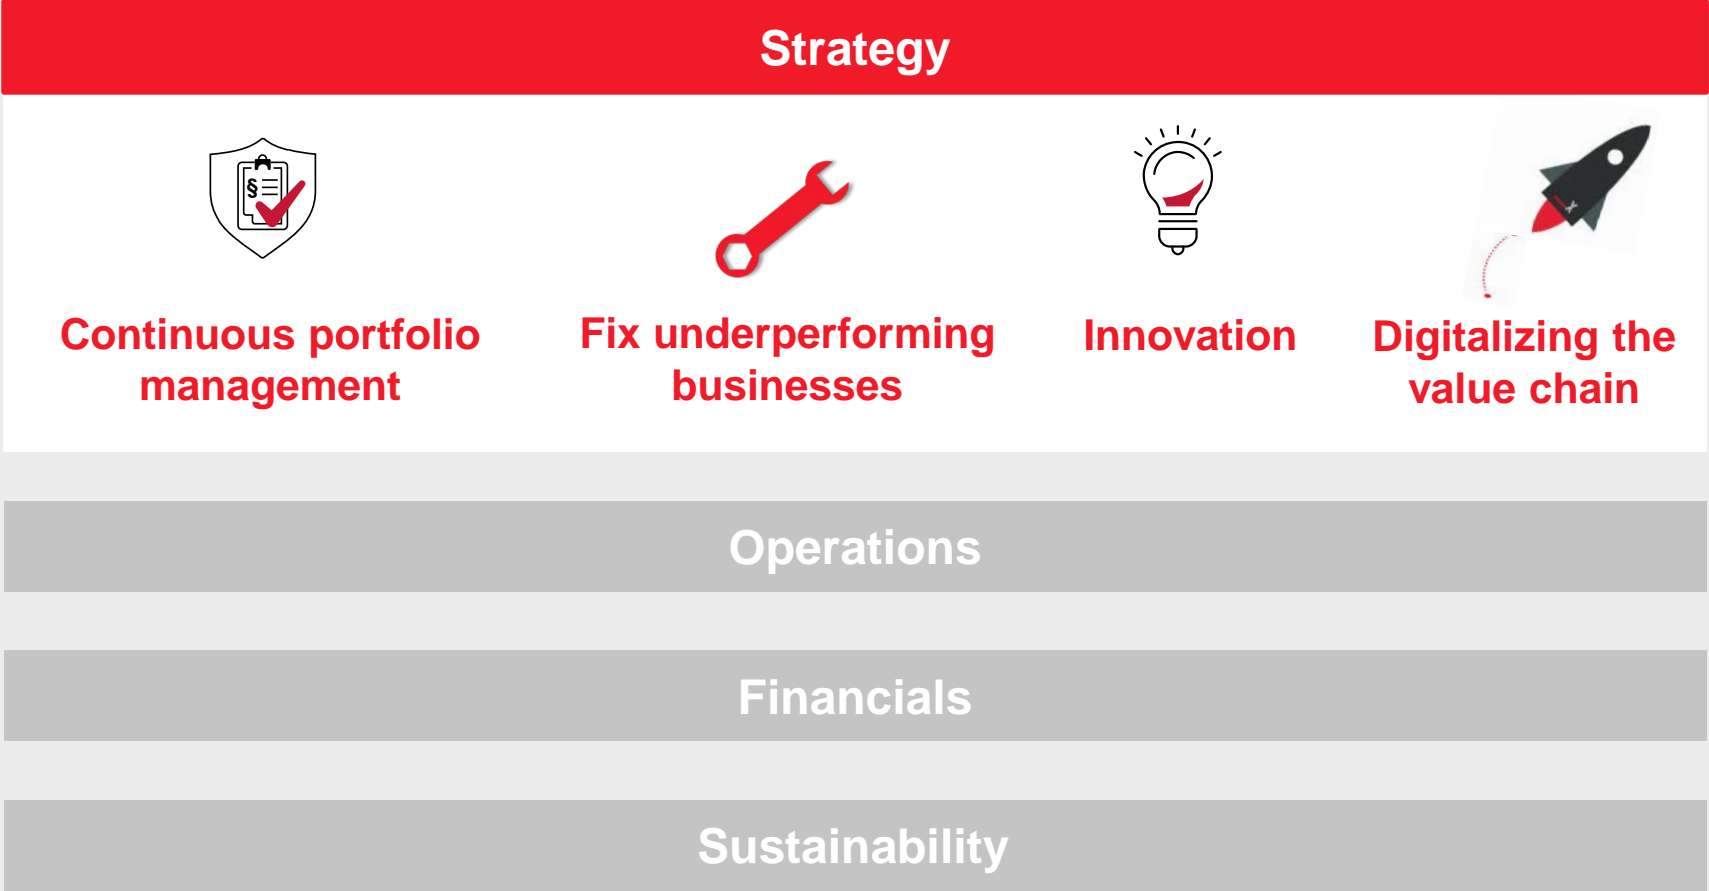 Strategy
§
Continuous portfolio
management
Fix underperforming
businesses
Innovation
Digitalizing the
value chain
Operations
Financials
Sustainability